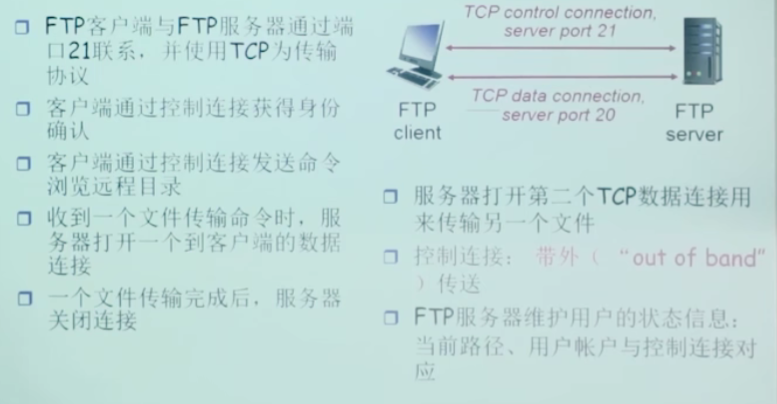 FTP客户端与FTP服务器通过端
口21联系，并使用TCP为传输
协议
客户端通过控制连接获得身份
确认
客户端通过控制连接发送命令
浏览远程目录
收到一个文件传输命令时，服
务器打开一个到客户端的数据
连接
一个文件传输完成后，服务器
关闭连接
TCP control connection,
server port 21
TCP data connection,
server port 20
FTP
client
FTP
server
服务器打开第二个TCP数据连接用
来传输另一个文件
控制连接： 带外（ “out of band”
）传送
FTP服务器维护用户的状态信息：
当前路径、用户帐户与控制连接对
应